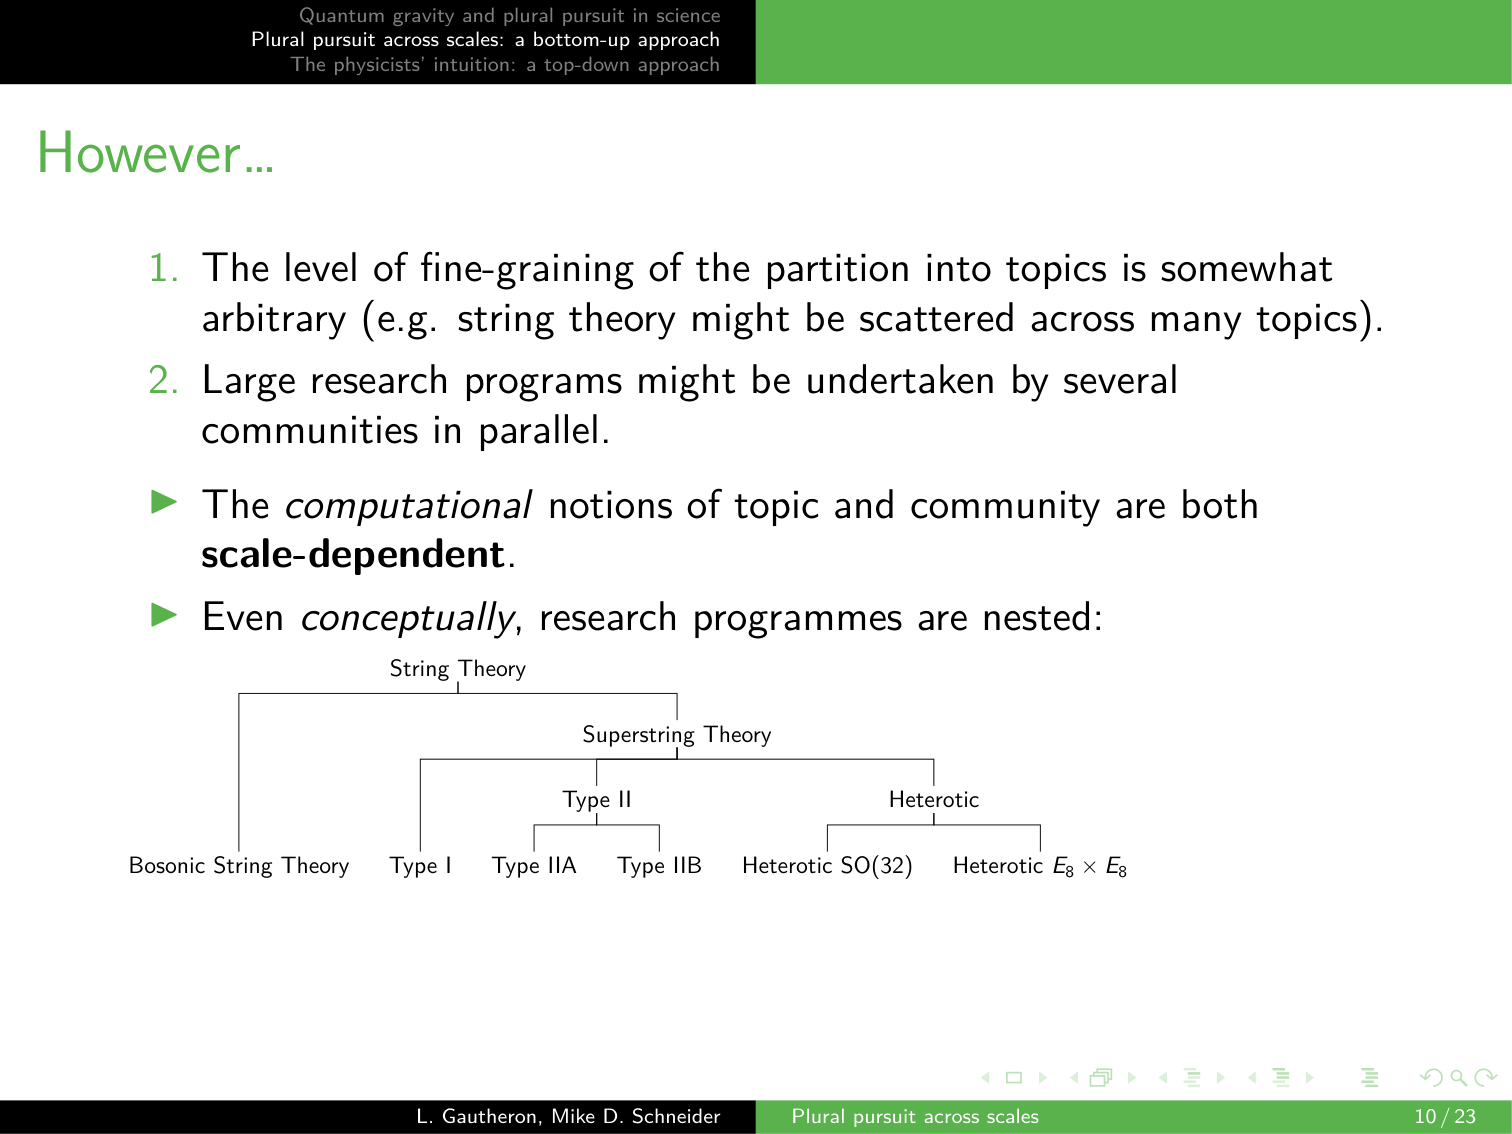 Quantum gravity and plural pursuit in science
Plural pursuit across scales: a bottom-up approach
The physicists' intuition: a top-down approach
However...
1. The level of fine-graining of the partition into topics is somewhat
arbitrary (e.g. string theory might be scattered across many topics).
2. Large research programs might be undertaken by several
communities in parallel.
The computational notions of topic and community are both
scale-dependent.
Even conceptually, research programmes are nested:
String Theory
Superstring Theory
Type II Heterotic
Bosonic String Theory Type I Type IIA Type IIB Heterotic SO(32) Heterotic E₈ × E₈
L. Gautheron, Mike D. Schneider Plural pursuit across scales 10 / 23